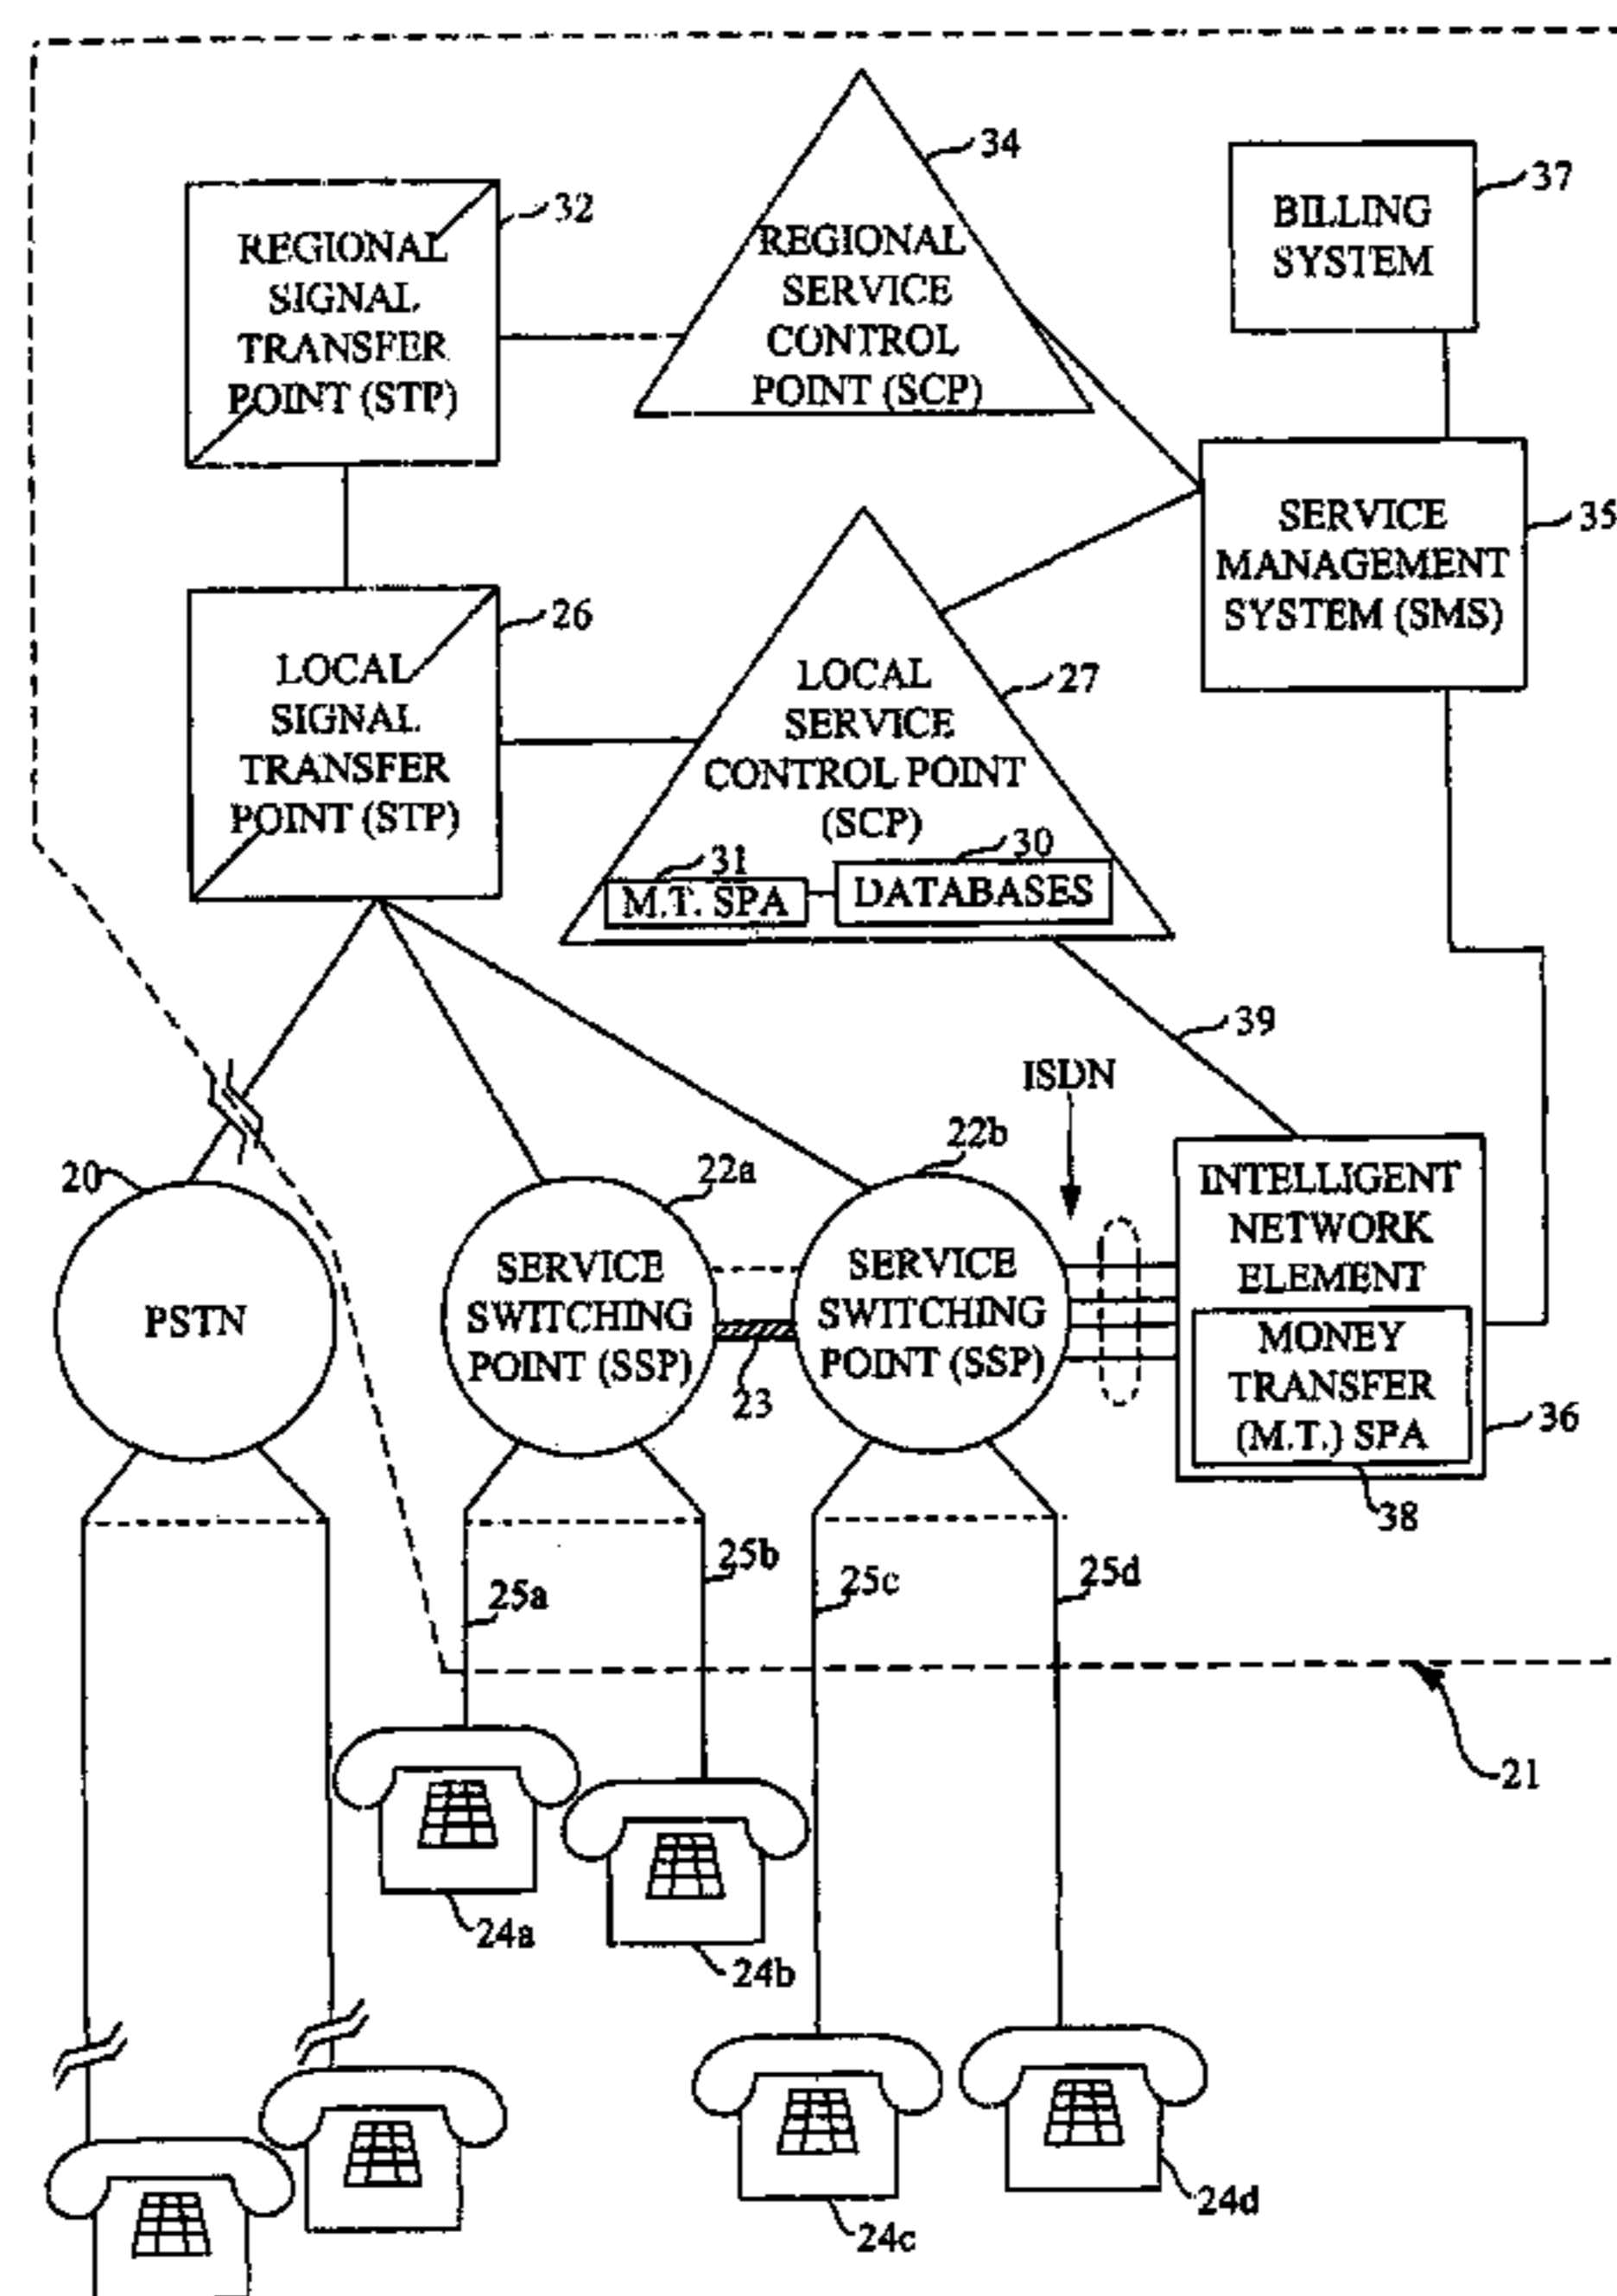 34
37
BILLING
SYSTEM
32
REGIONAL
SIGNAL
TRANSFER
POINT (STP)
REGIONAL
SERVICE
CONTROL
POINT (SCP)
SERVICE
MANAGEMENT
SYSTEM (SMS)
35
26
LOCAL
SIGNAL
TRANSFER
POINT (STP)
27
LOCAL
SERVICE
CONTROL POINT
(SCP)
31
30
M.T. SPA
DATABASES
39
ISDN
20
22a
22b
PSTN
SERVICE
SWITCHING
POINT (SSP)
23
SERVICE
SWITCHING
POINT (SSP)
INTELLIGENT
NETWORK
ELEMENT
MONEY
TRANSFER
(M.T.) SPA
36
38
25a
25b
25c
25d
21
24a
24b
24c
24d